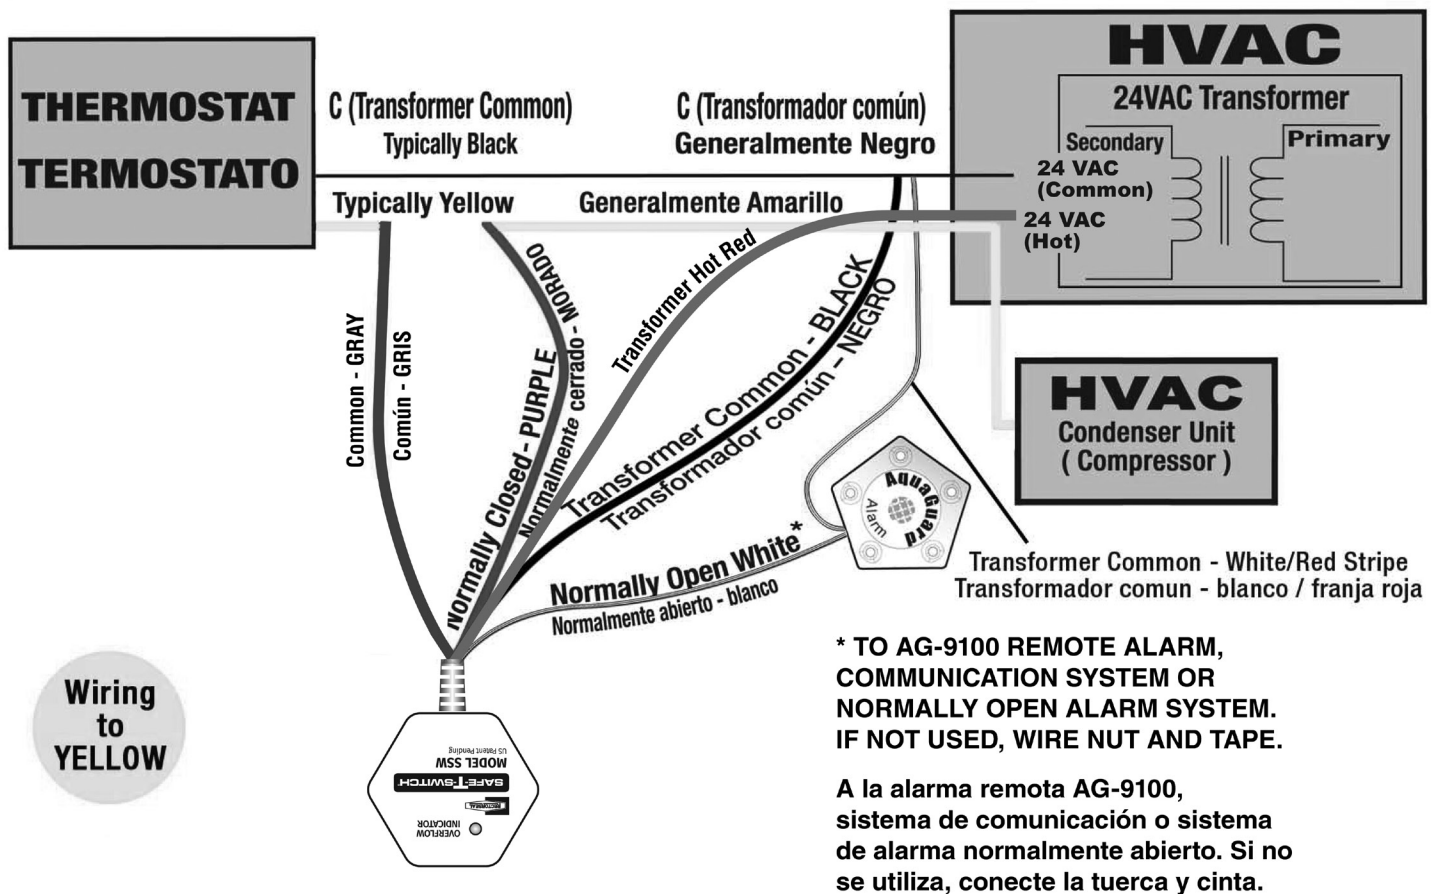 THERMOSTAT
TERMOSTATO
C (Transformer Common)
Typically Black
C (Transformador común)
Generalmente Negro
Typically Yellow
Generalmente Amarillo
HVAC
24VAC Transformer
Secondary
Primary
24 VAC
(Common)
24 VAC
(Hot)
Common - GRAY
Común - GRIS
Normally Closed - PURPLE
Normalmente cerrado - MORADO
Transformer Hot Red
Transformer Common - BLACK
Transformador común – NEGRO
Normally Open White*
Normalmente abierto - blanco
AquaGuard
Alarm
HVAC
Condenser Unit
( Compressor )
Transformer Common - White/Red Stripe
Transformador comun - blanco / franja roja
* TO AG-9100 REMOTE ALARM,
COMMUNICATION SYSTEM OR
NORMALLY OPEN ALARM SYSTEM.
IF NOT USED, WIRE NUT AND TAPE.
A la alarma remota AG-9100,
sistema de comunicación o sistema
de alarma normalmente abierto. Si no
se utiliza, conecte la tuerca y cinta.
Wiring
to
YELLOW
OVERFLOW
INDICATOR
RECTORSEAL
SAFE-T-SWITCH
MODEL SSW
US Patent Pending